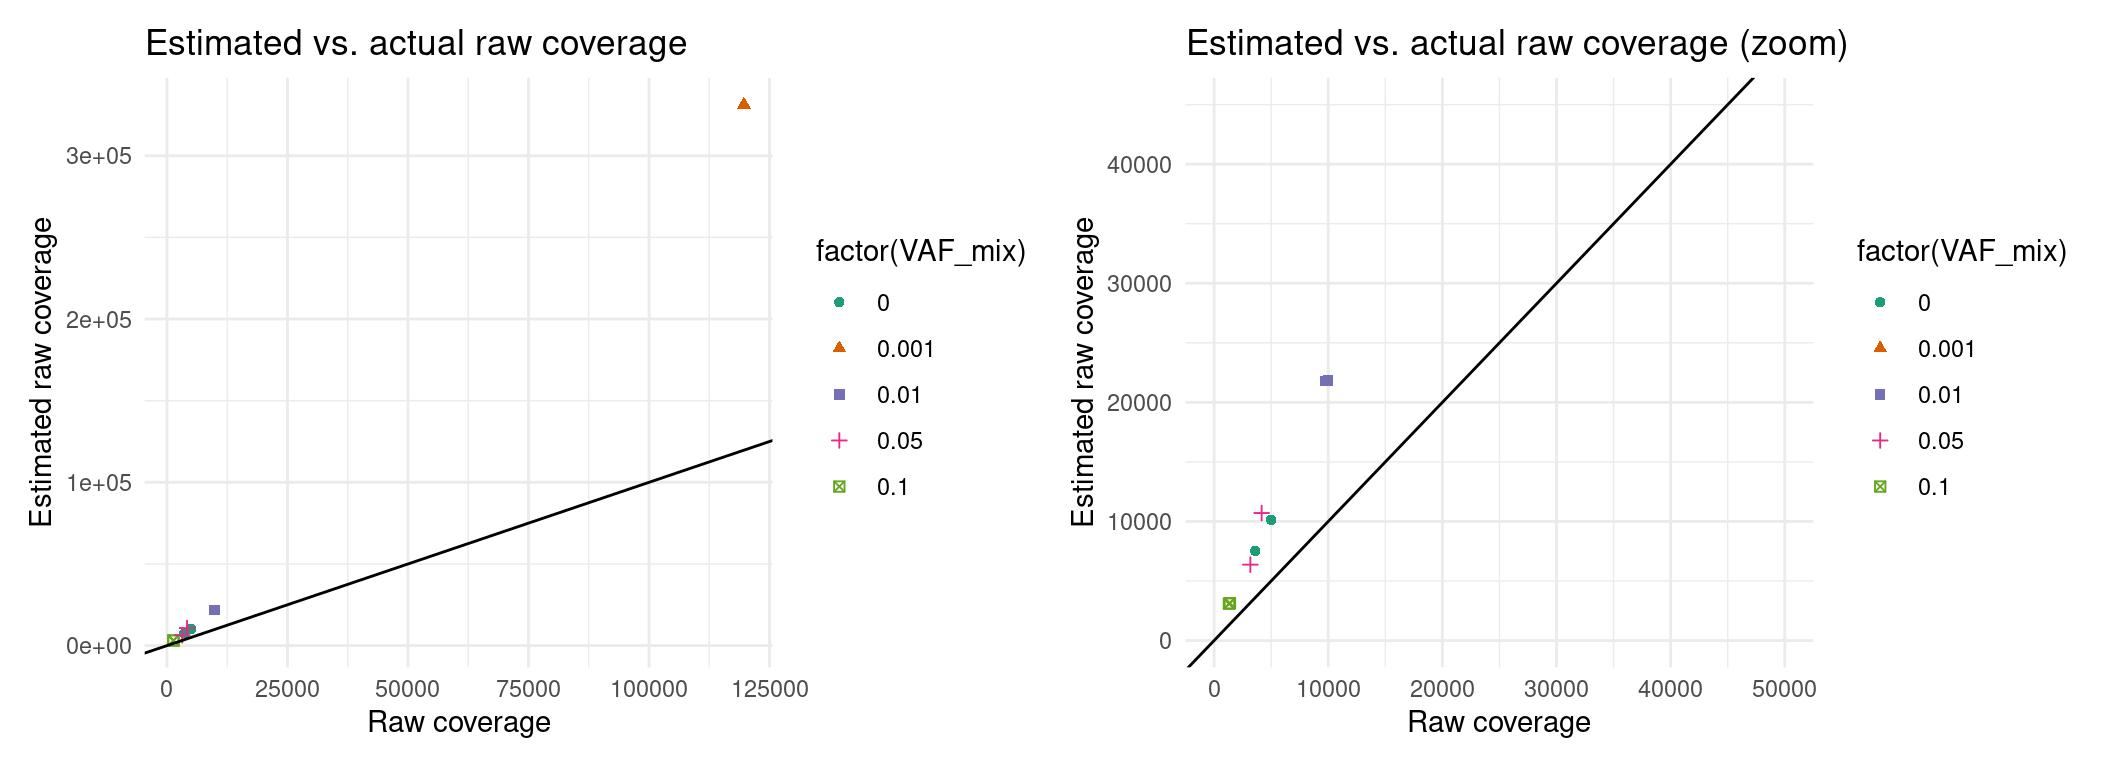 Estimated vs. actual raw coverage
Estimated raw coverage
3e+05
2e+05
1e+05
0e+00
0
25000
50000
75000
100000
125000
Raw coverage
factor(VAF_mix)
0
0.001
0.01
0.05
0.1
Estimated vs. actual raw coverage (zoom)
Estimated raw coverage
40000
30000
20000
10000
0
0
10000
20000
30000
40000
50000
Raw coverage
factor(VAF_mix)
0
0.001
0.01
0.05
0.1